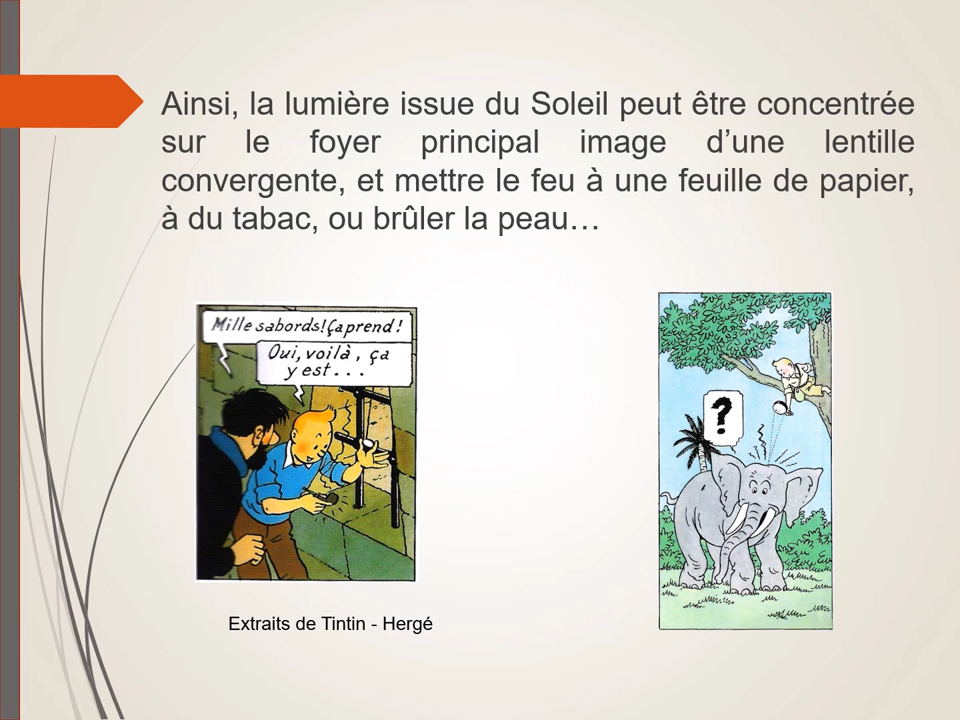 Ainsi, la lumière issue du Soleil peut être concentrée
sur le foyer principal image d’une lentille
convergente, et mettre le feu à une feuille de papier,
à du tabac, ou brûler la peau…
Mille sabords! Ça prend!
Oui, voilà, ça
y est...
?
Extraits de Tintin - Hergé